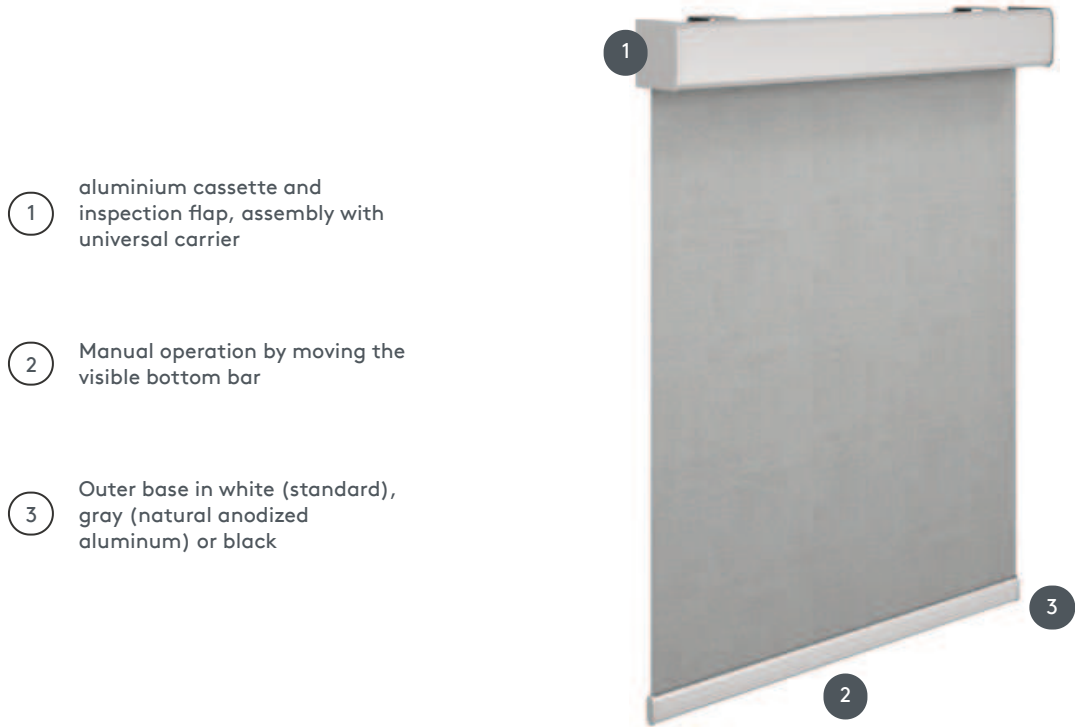 1
aluminium cassette and
inspection flap, assembly with
universal carrier
2
Manual operation by moving the
visible bottom bar
3
Outer base in white (standard),
gray (natural anodized
aluminum) or black
1
3
2